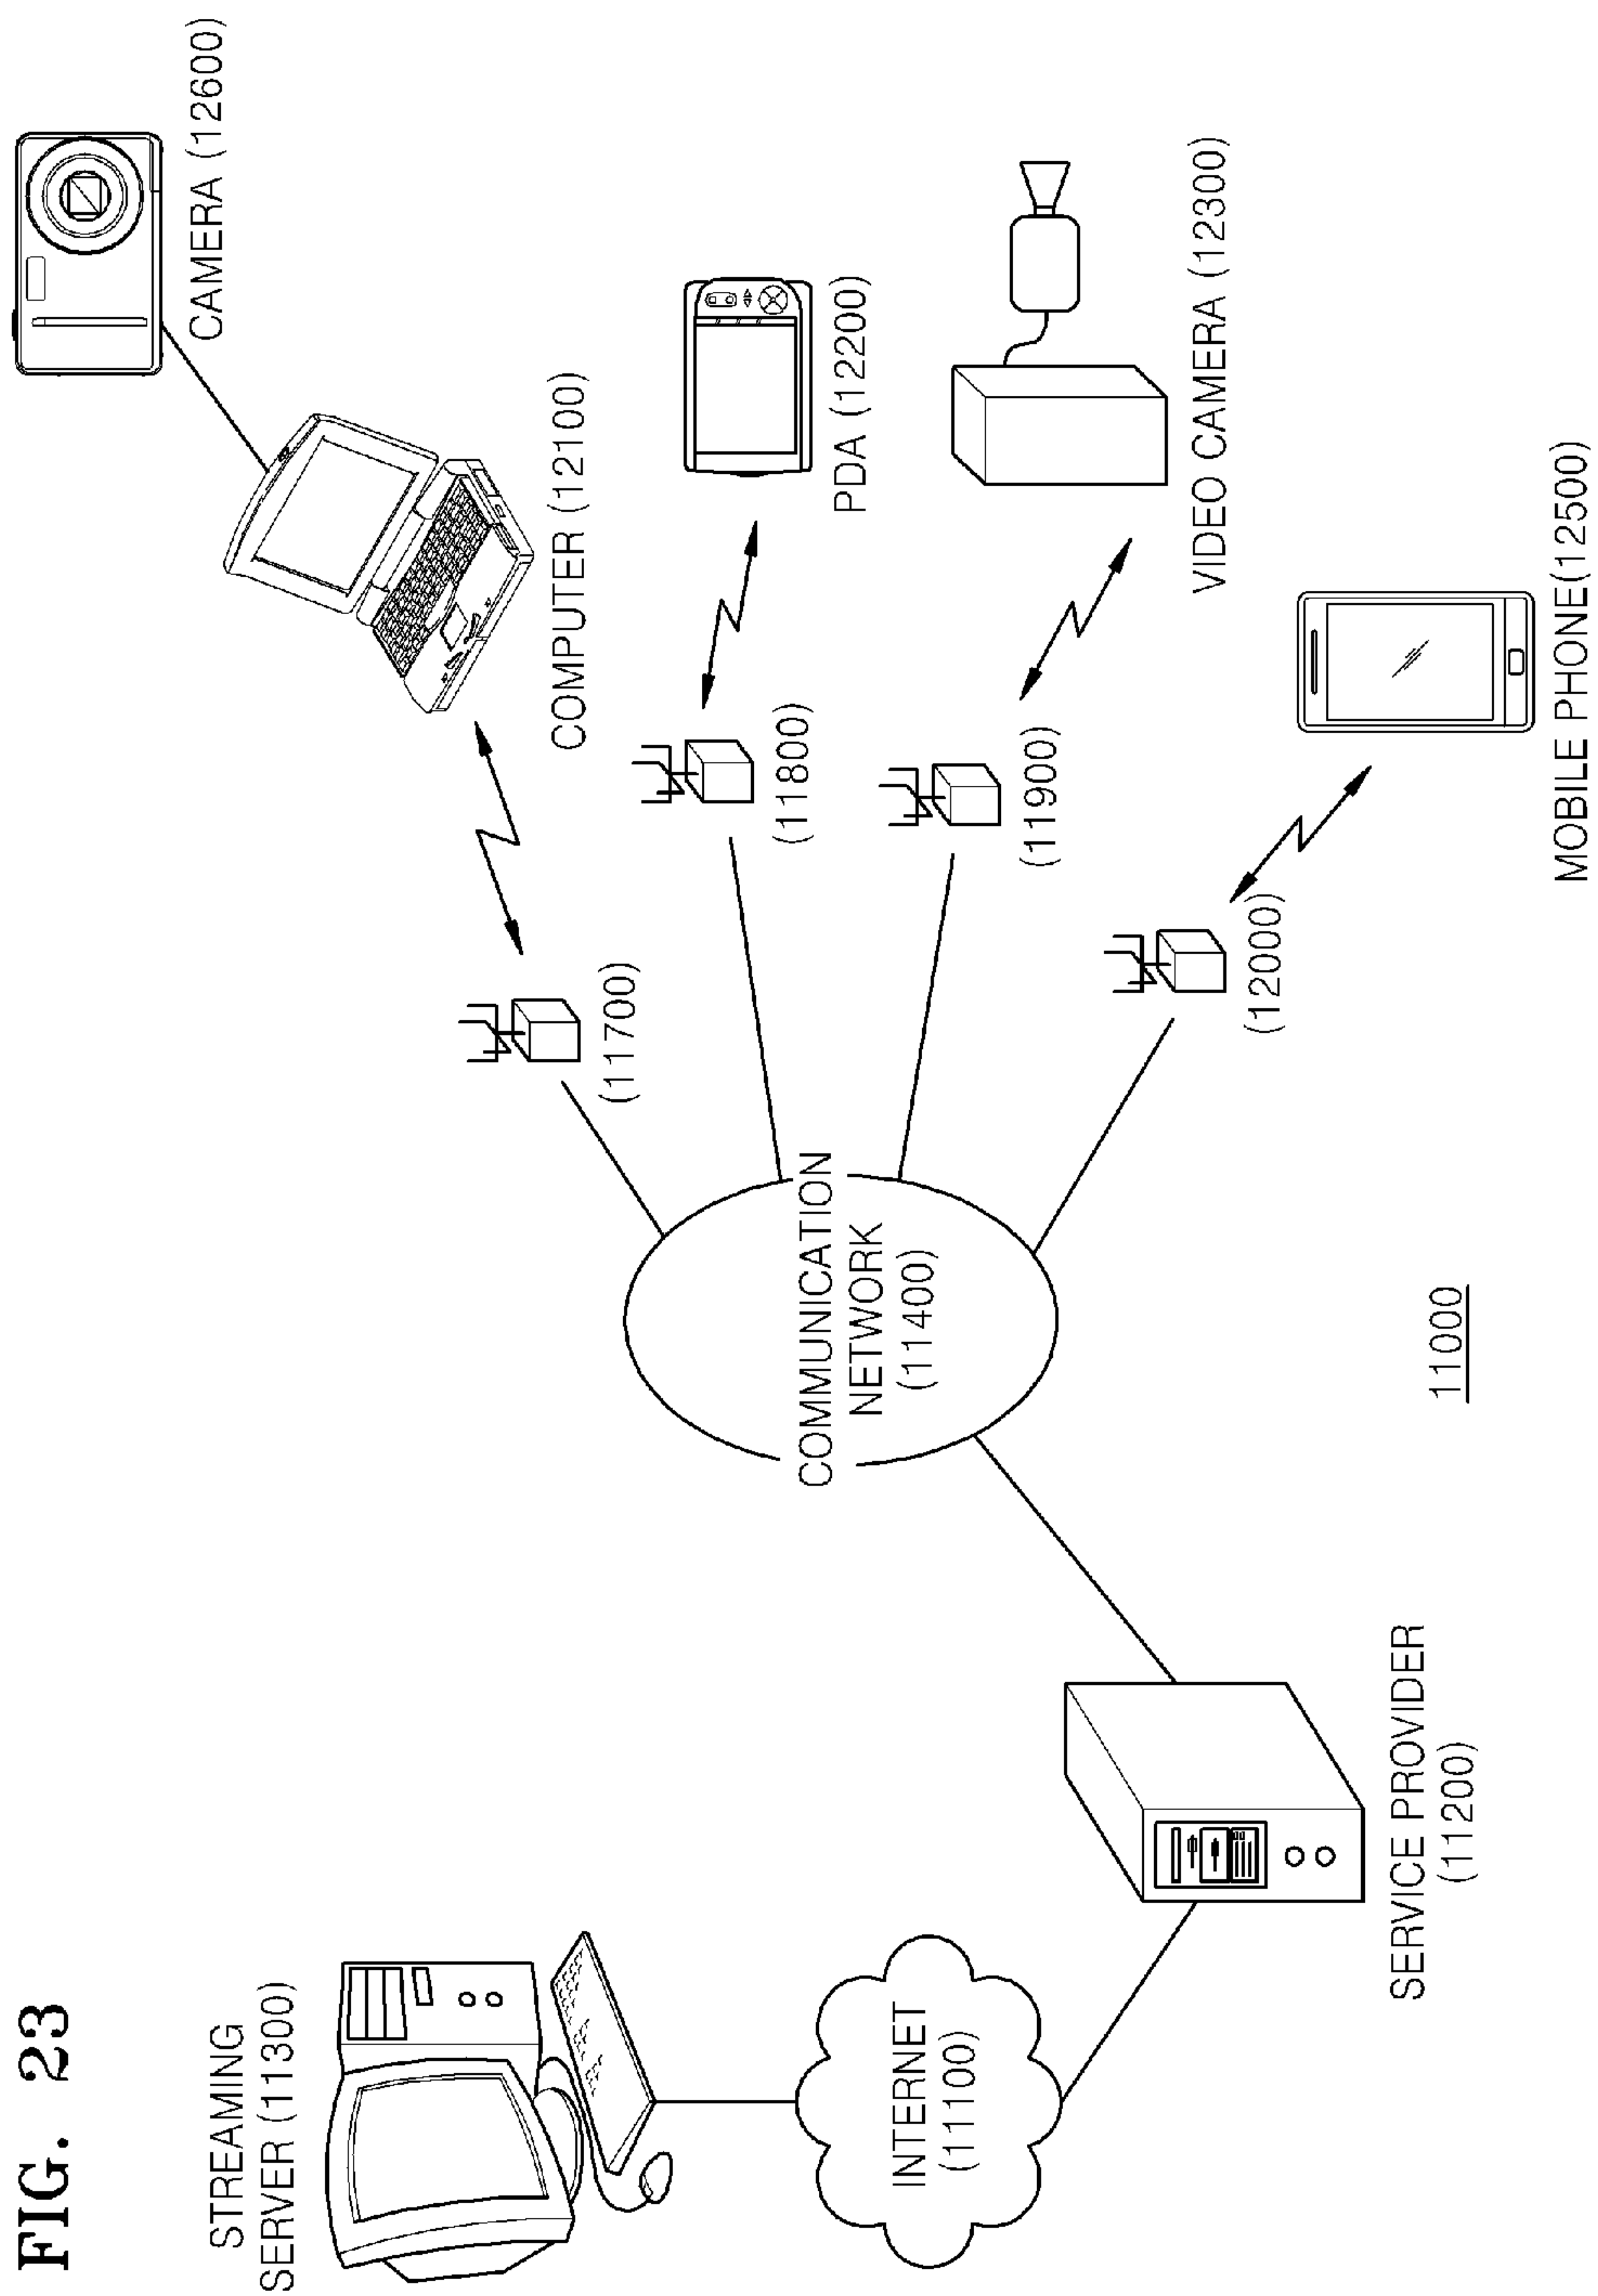 FIG. 23
CAMERA (12600)
STREAMING
SERVER (11300)
COMPUTER (12100)
(11700)
(11800)
PDA (12200)
INTERNET
(11100)
COMMUNICATION
NETWORK
(11400)
(11900)
VIDEO CAMERA (12300)
(12000)
SERVICE PROVIDER
(11200)
11000
MOBILE PHONE(12500)